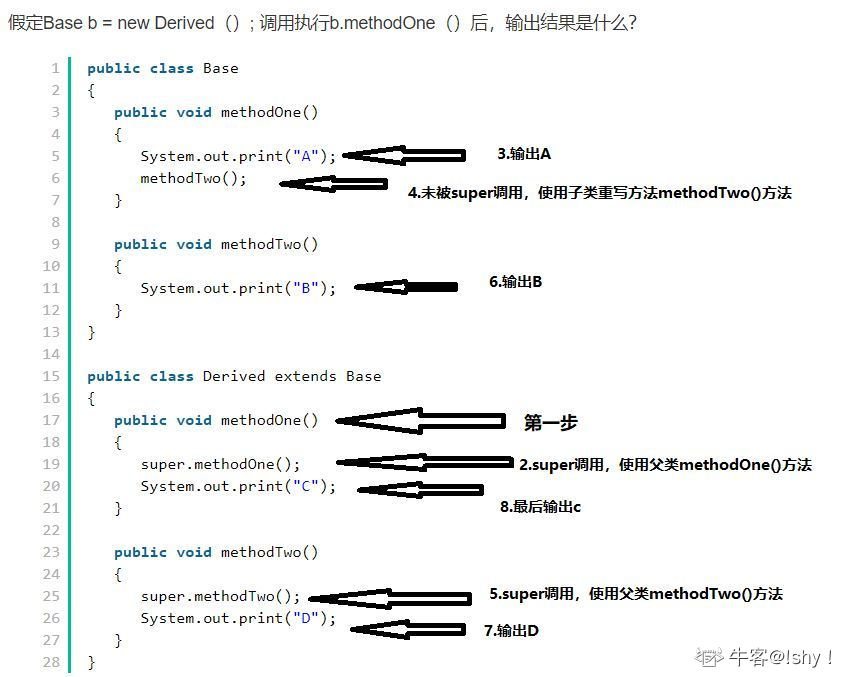 假定Base b = new Derived（）; 调用执行b.methodOne（）后，输出结果是什么？
1 public class Base
2 {
3 public void methodOne()
4 {
5 System.out.print("A"); 3.输出A
6 methodTwo(); 4.未被super调用，使用子类重写方法methodTwo()方法
7 }
8
9 public void methodTwo()
10 {
11 System.out.print("B"); 6.输出B
12 }
13 }
14
15 public class Derived extends Base
16 {
17 public void methodOne() 第一步
18 {
19 super.methodOne(); 2.super调用，使用父类methodOne()方法
20 System.out.print("C"); 8.最后输出c
21 }
22
23 public void methodTwo()
24 {
25 super.methodTwo(); 5.super调用，使用父类methodTwo()方法
26 System.out.print("D"); 7.输出D
27 }
28 }
牛客@!shy！